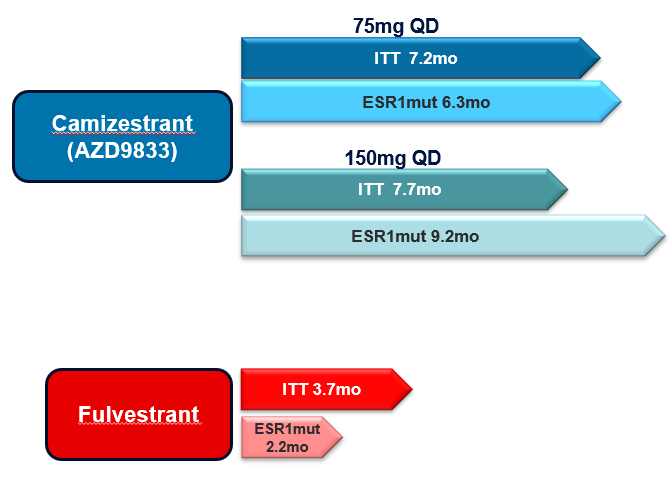 75mg QD
ITT 7.2mo
ESR1mut 6.3mo
Camizestrant
(AZD9833)
150mg QD
ITT 7.7mo
ESR1mut 9.2mo
Fulvestrant
ITT 3.7mo
ESR1mut
2.2mo